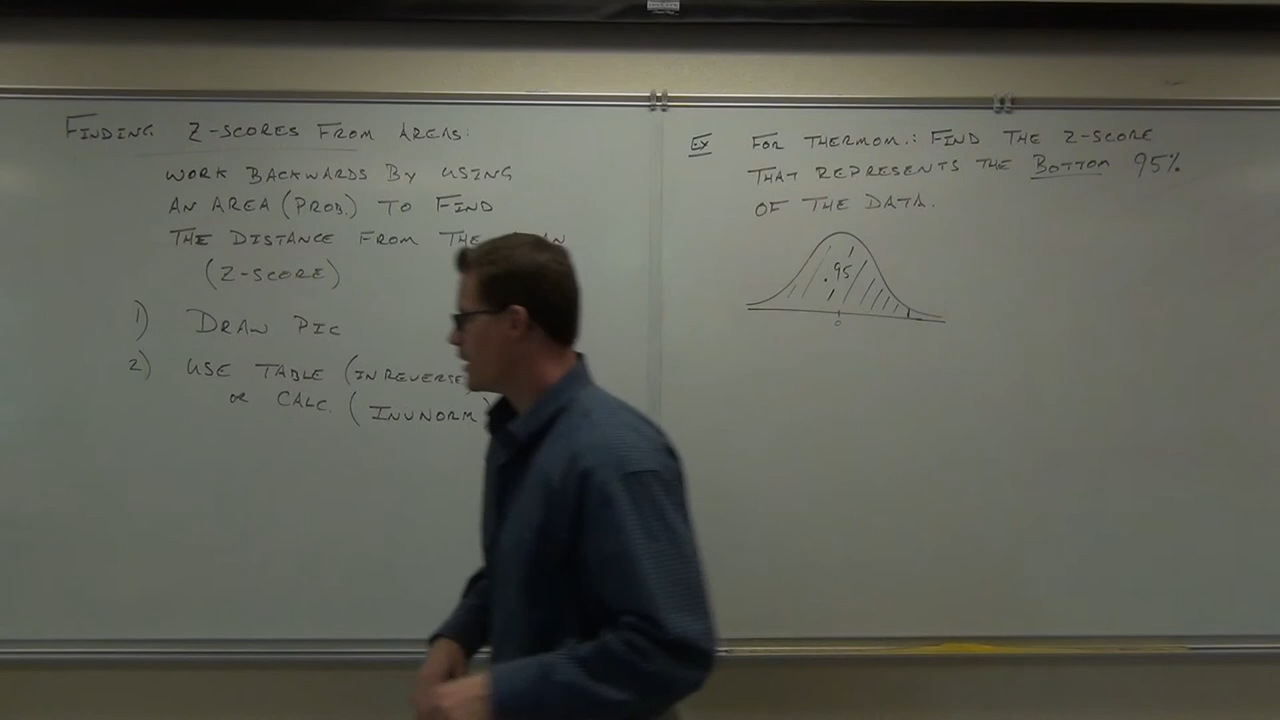 FINDING Z-SCORES FROM AREAS:
WORK BACKWARDS BY USING
AN AREA (PROB.) TO FIND
THE DISTANCE FROM THE
(Z-SCORE)
1) DRAW PIC
2) USE TABLE (IN REVERSE
OR CALC. (INVNORM)
EX FOR THERMOM.: FIND THE Z-SCORE
THAT REPRESENTS THE BOTTOM 95%
OF THE DATA.
.95
0